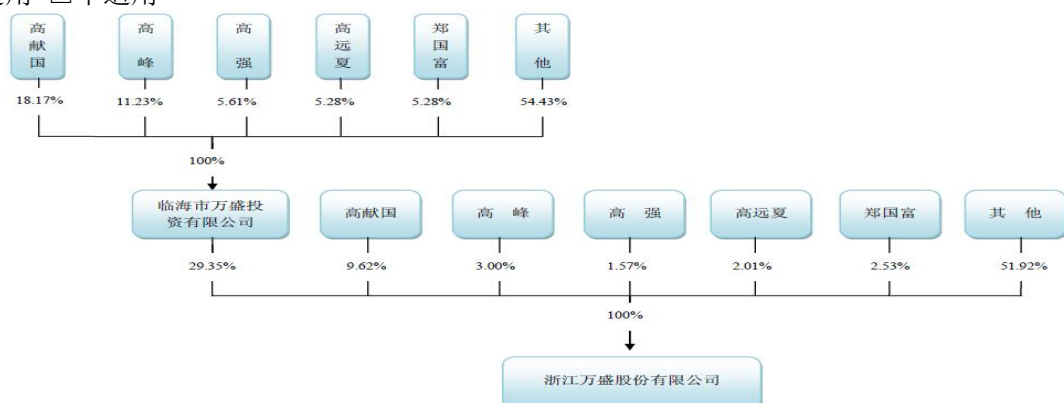 高献国 高峰 高强 高远夏 郑国富 其他
18.17% 11.23% 5.61% 5.28% 5.28% 54.43%
100%
临海市万盛投
资有限公司
高献国 高 峰 高 强 高远夏 郑国富 其 他
29.35% 9.62% 3.00% 1.57% 2.01% 2.53% 51.92%
100%
浙江万盛股份有限公司